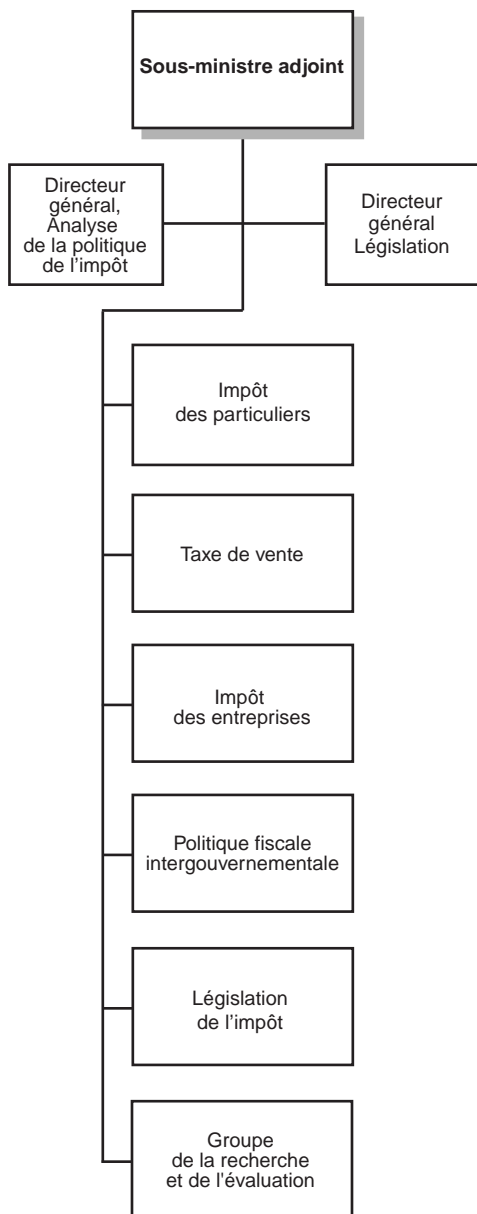 Sous-ministre adjoint
Directeur
général,
Analyse
de la politique
de l'impôt
Directeur
général
Législation
Impôt
des particuliers
Taxe de vente
Impôt
des entreprises
Politique fiscale
intergouvernementale
Législation
de l'impôt
Groupe
de la recherche
et de l'évaluation